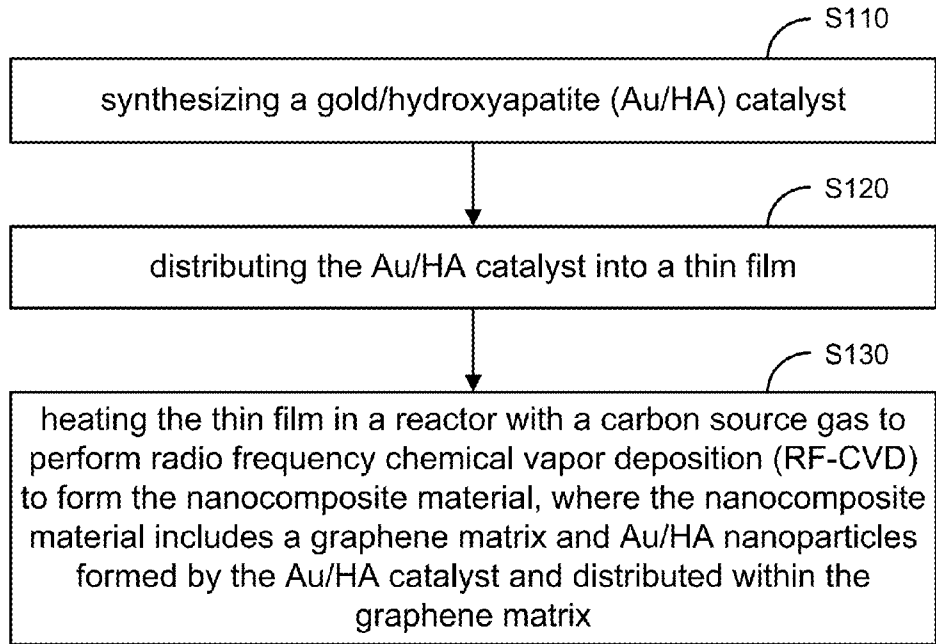 S110
synthesizing a gold/hydroxyapatite (Au/HA) catalyst
S120
distributing the Au/HA catalyst into a thin film
S130
heating the thin film in a reactor with a carbon source gas to
perform radio frequency chemical vapor deposition (RF-CVD)
to form the nanocomposite material, where the nanocomposite
material includes a graphene matrix and Au/HA nanoparticles
formed by the Au/HA catalyst and distributed within the
graphene matrix